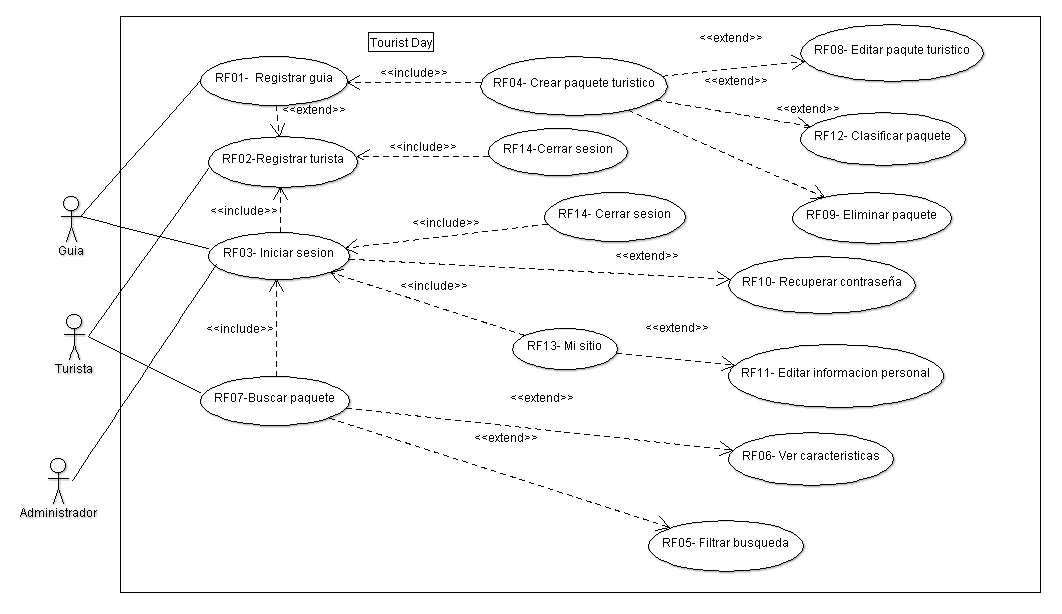 Tourist Day
<<extend>>
RF08- Editar paqute turistico
RF01- Registrar guia
<<include>>
RF04- Crear paquete turistico
<<extend>>
<<extend>>
<<extend>>
RF12- Clasificar paquete
RF02-Registrar turista
<<include>>
RF14-Cerrar sesion
<<include>>
<<include>>
RF14- Cerrar sesion
RF09- Eliminar paquete
Guia
RF03- Iniciar sesion
<<extend>>
RF10- Recuperar contraseña
<<include>>
<<include>>
RF13- Mi sitio
<<extend>>
Turista
RF11- Editar informacion personal
RF07-Buscar paquete
<<extend>>
<<extend>>
RF06- Ver caracteristicas
Administrador
RF05- Filtrar busqueda